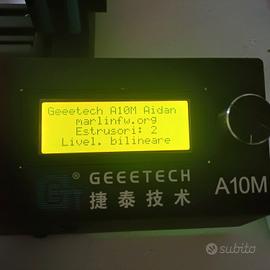 Geeetech A10M Aidan
marlinfw.org
Estrusori: 2
Livel. bilineare
® GEEETECH
捷泰技术
A10M
subito